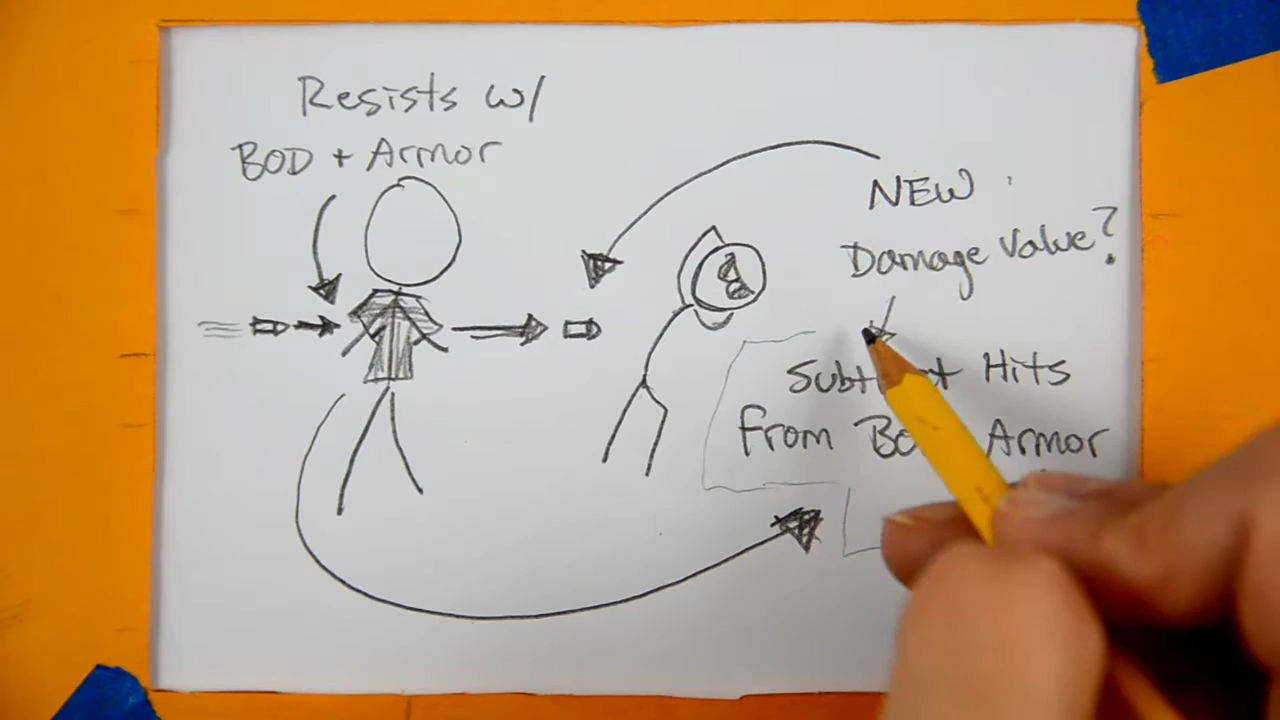 Resists w/
BOD + Armor
NEW
Damage Value?
Hits
From Armor